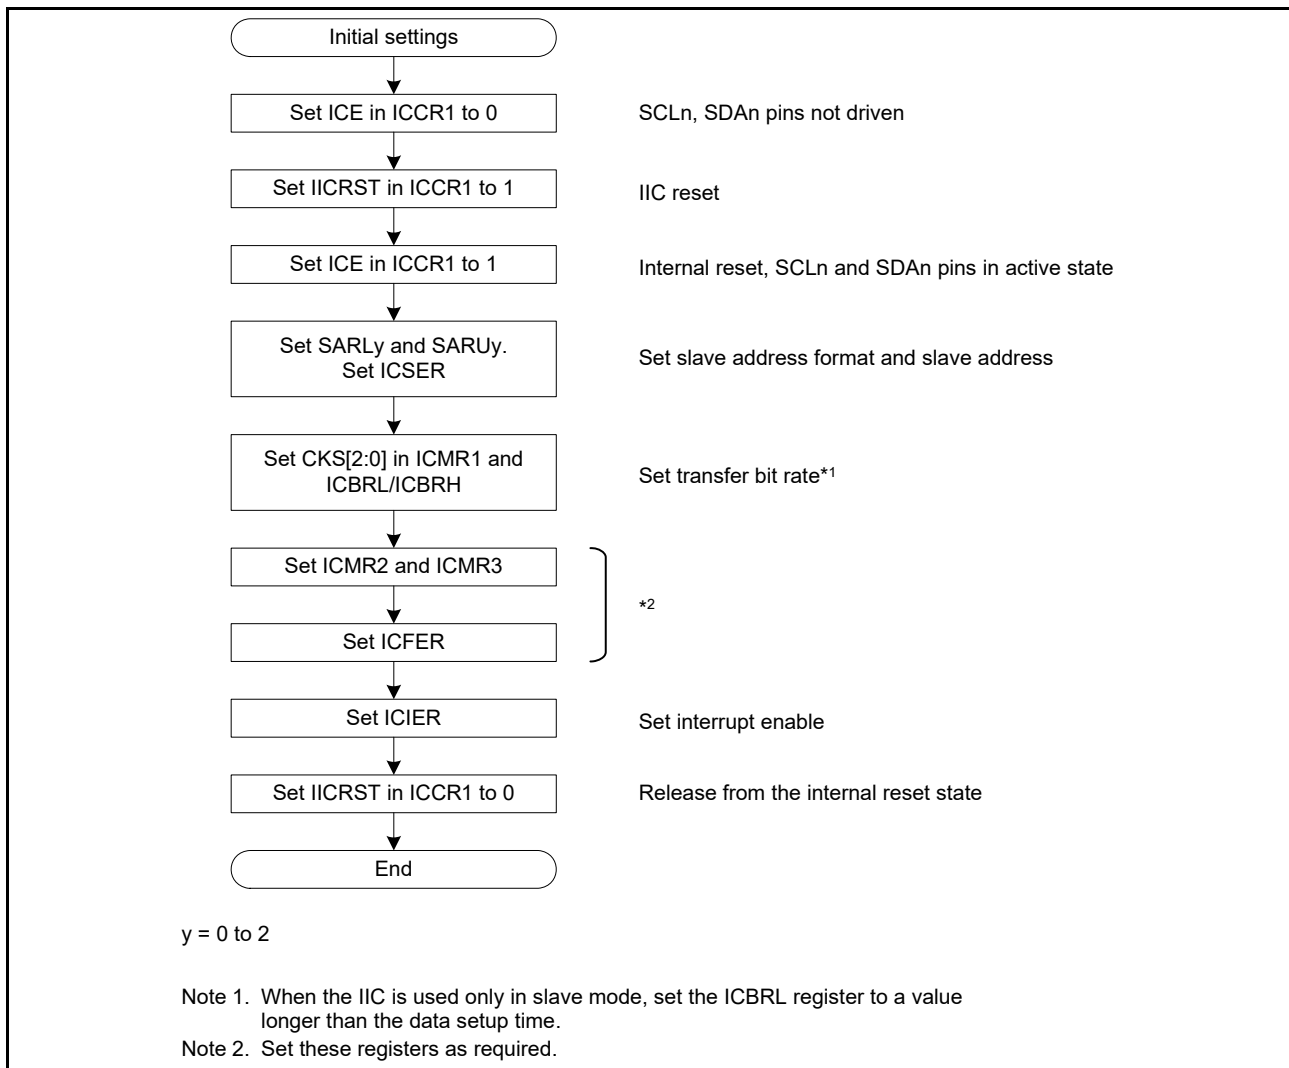 Initial settings
Set ICE in ICCR1 to 0
SCLn, SDAn pins not driven
Set IICRST in ICCR1 to 1
IIC reset
Set ICE in ICCR1 to 1
Internal reset, SCLn and SDAn pins in active state
Set SARLy and SARUy.
Set ICSER
Set slave address format and slave address
Set CKS[2:0] in ICMR1 and
ICBRL/ICBRH
Set transfer bit rate*1
Set ICMR2 and ICMR3
*2
Set ICFER
Set ICIER
Set interrupt enable
Set IICRST in ICCR1 to 0
Release from the internal reset state
End
y = 0 to 2
Note 1. When the IIC is used only in slave mode, set the ICBRL register to a value
longer than the data setup time.
Note 2. Set these registers as required.